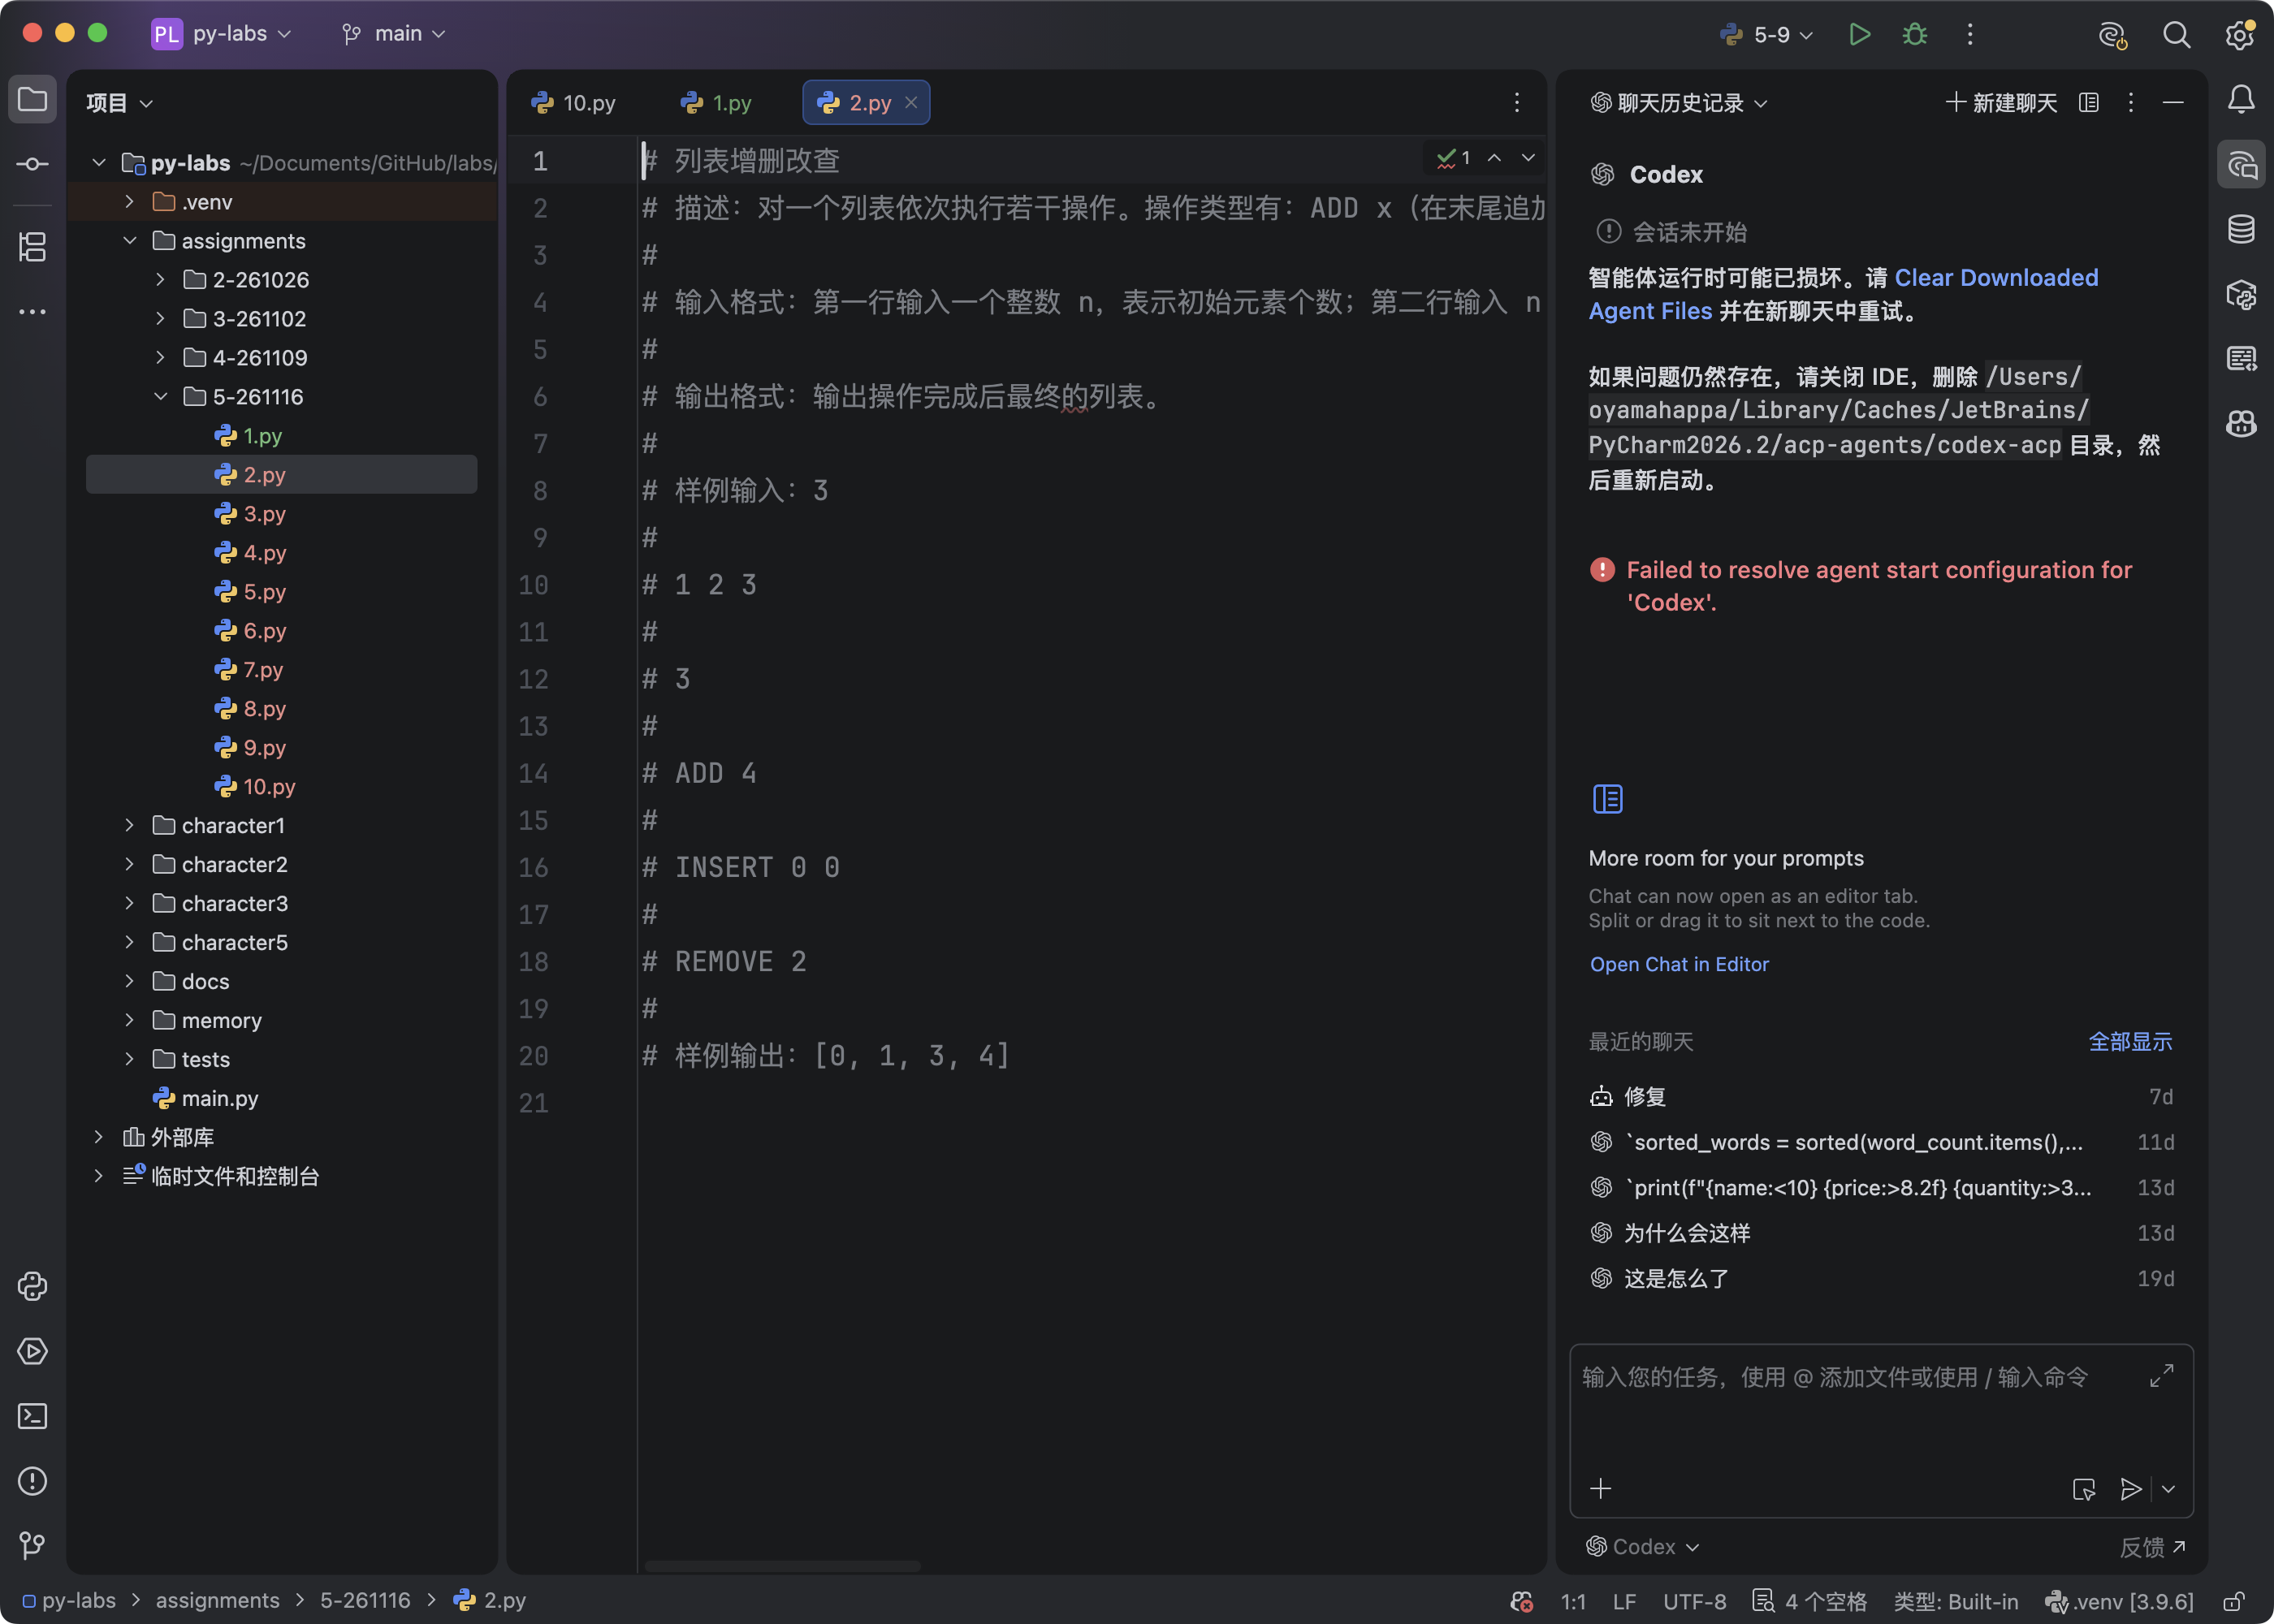 PL py-labs
main
5-9
项目
py-labs ~/Documents/GitHub/labs/
.venv
assignments
2-261026
3-261102
4-261109
5-261116
1.py
2.py
3.py
4.py
5.py
6.py
7.py
8.py
9.py
10.py
character1
character2
character3
character5
docs
memory
tests
main.py
外部库
临时文件和控制台
10.py
1.py
2.py
1
1 # 列表增删改查
2 # 描述：对一个列表依次执行若干操作。操作类型有：ADD x（在末尾追加
3 #
4 # 输入格式：第一行输入一个整数 n，表示初始元素个数；第二行输入 n
5 #
6 # 输出格式：输出操作完成后最终的列表。
7 #
8 # 样例输入：3
9 #
10 # 1 2 3
11 #
12 # 3
13 #
14 # ADD 4
15 #
16 # INSERT 0 0
17 #
18 # REMOVE 2
19 #
20 # 样例输出：[0, 1, 3, 4]
21
聊天历史记录
新建聊天
Codex
会话未开始
智能体运行时可能已损坏。请 Clear Downloaded
Agent Files 并在新聊天中重试。
如果问题仍然存在，请关闭 IDE，删除 /Users/
oyamahappa/Library/Caches/JetBrains/
PyCharm2026.2/acp-agents/codex-acp 目录，然
后重新启动。
Failed to resolve agent start configuration for
'Codex'.
More room for your prompts
Chat can now open as an editor tab.
Split or drag it to sit next to the code.
Open Chat in Editor
最近的聊天 全部显示
修复 7d
`sorted_words = sorted(word_count.items(),... 11d
`print(f"{name:<10} {price:>8.2f} {quantity:>3... 13d
为什么会这样 13d
这是怎么了 19d
输入您的任务，使用 @ 添加文件或使用 / 输入命令
Codex
反馈
py-labs > assignments > 5-261116 > 2.py
1:1 LF UTF-8 4 个空格 类型: Built-in .venv [3.9.6]